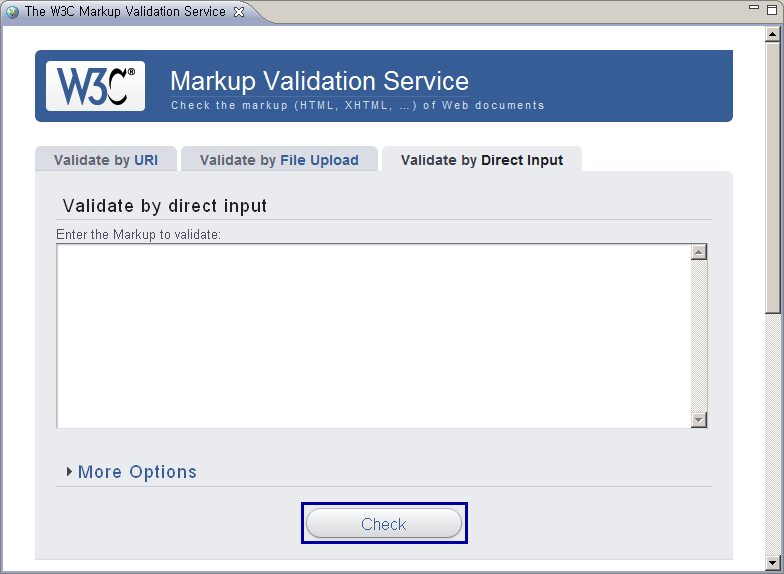 The W3C Markup Validation Service
W3C®
Markup Validation Service
Check the markup (HTML, XHTML, …) of Web documents
Validate by URI
Validate by File Upload
Validate by Direct Input
Validate by direct input
Enter the Markup to validate:
More Options
Check